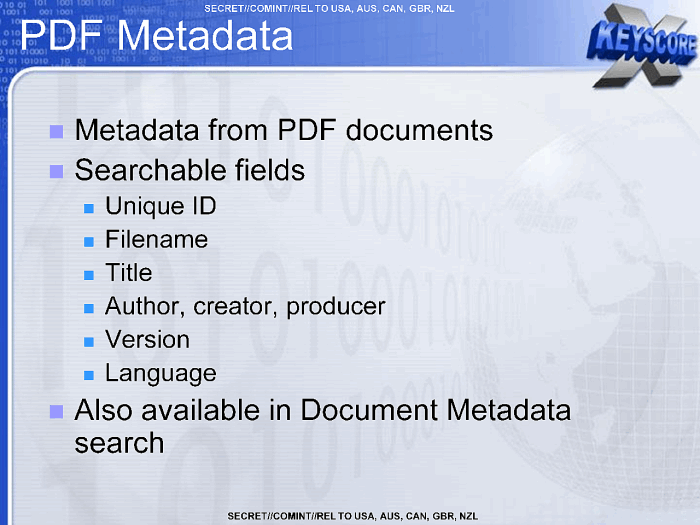 SECRET//COMINT//REL TO USA, AUS, CAN, GBR, NZL
PDF Metadata
X KEYSCORE
Metadata from PDF documents
Searchable fields
Unique ID
Filename
Title
Author, creator, producer
Version
Language
Also available in Document Metadata
search
SECRET//COMINT//REL TO USA, AUS, CAN, GBR, NZL